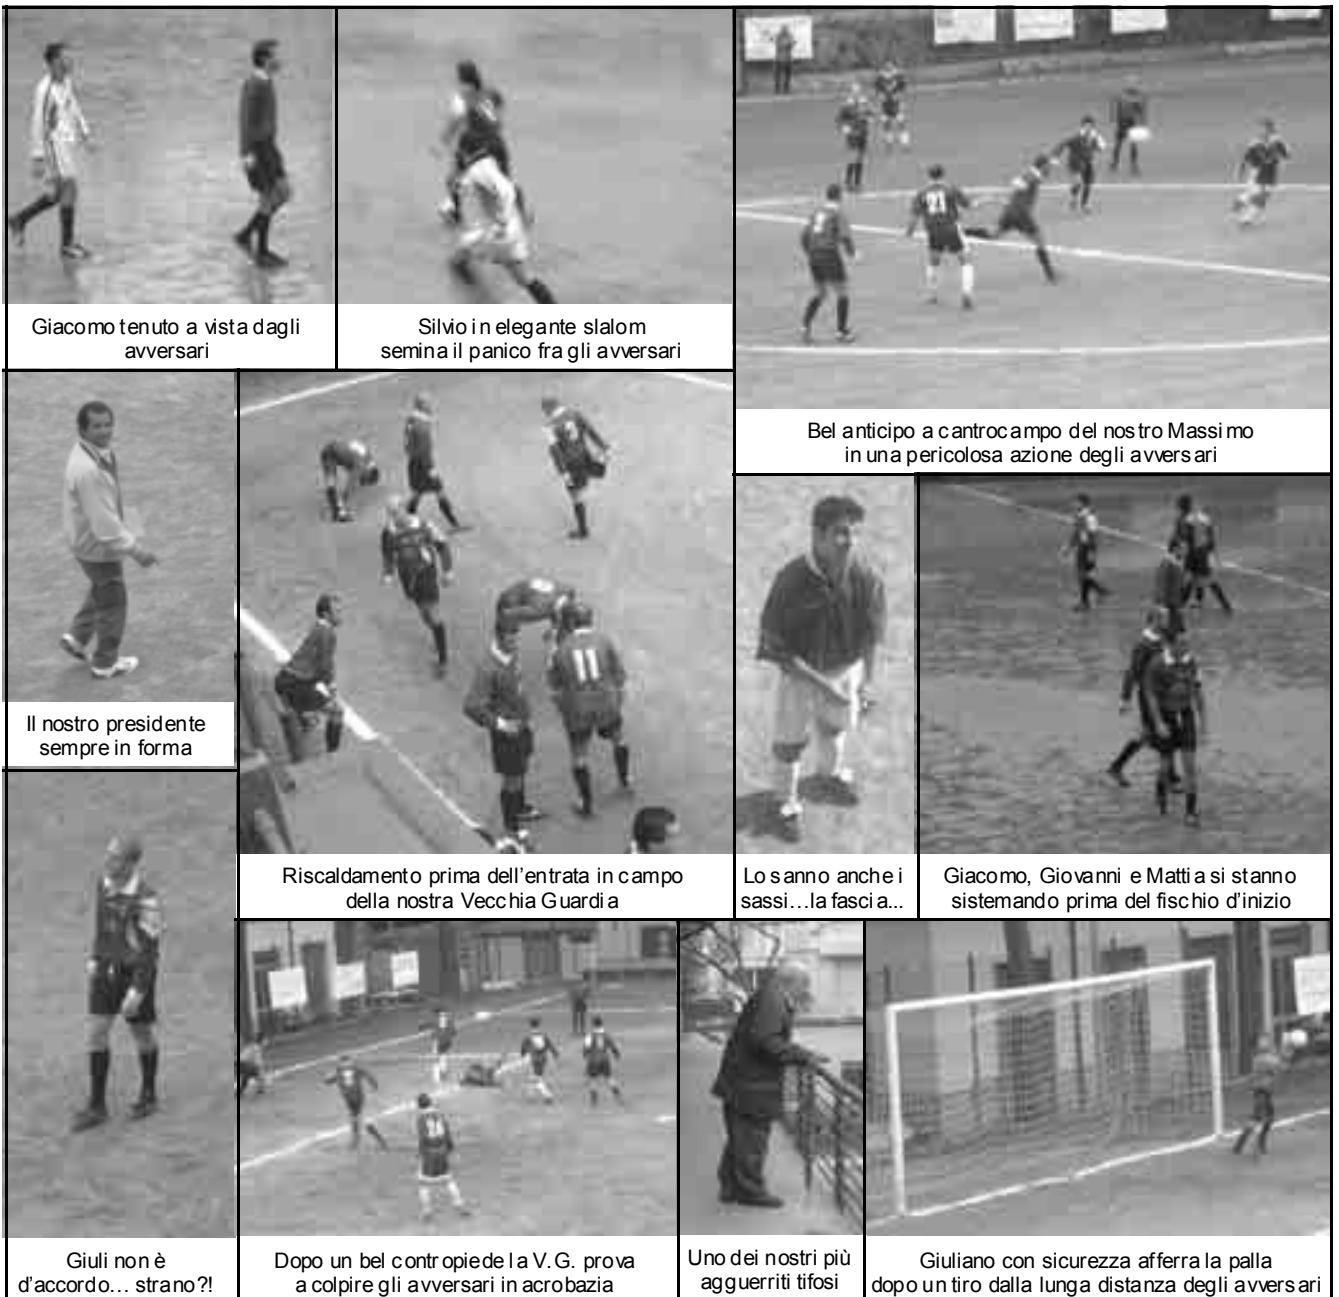 Giacomo tenuto a vista dagli
avversari
Silvio in elegante slalom
semina il panico fra gli avversari
21
Bel anticipo a cantrocampo del nostro Massimo
in una pericolosa azione degli avversari
Il nostro presidente
sempre in forma
11
Riscaldamento prima dell'entrata in campo
della nostra Vecchia Guardia
Lo sanno anche i
sassi...la fascia...
Giacomo, Giovanni e Mattia si stanno
sistemando prima del fischio d'inizio
Giuli non è
d'accordo... strano?!
Dopo un bel contropiede la V.G. prova
a colpire gli avversari in acrobazia
Uno dei nostri più
agguerriti tifosi
Giuliano con sicurezza afferra la palla
dopo un tiro dalla lunga distanza degli avversari